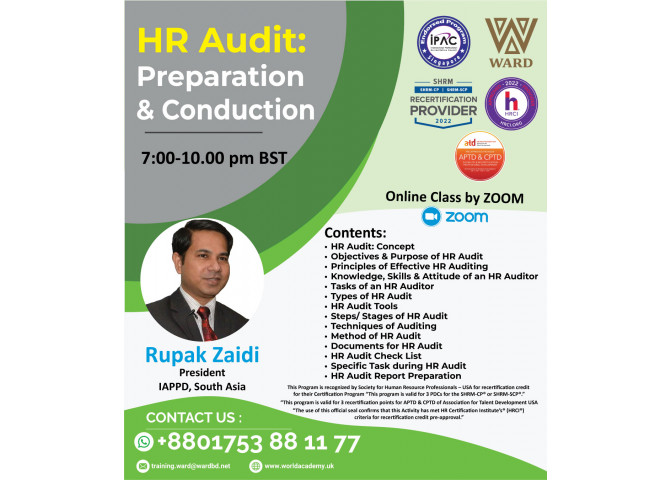 HR Audit:
Preparation
& Conduction
7:00-10.00 pm BST
Endorsed Program
iPAC
Singapore
WARD
SHRM
SHRM-CP | SHRM-SCP
RECERTIFICATION
PROVIDER
2022
2022
h
HRCI
HRCI.ORG
atd
APTD & CPTD
Online Class by ZOOM
zoom
Contents:
• HR Audit: Concept
• Objectives & Purpose of HR Audit
• Principles of Effective HR Auditing
• Knowledge, Skills & Attitude of an HR Auditor
• Tasks of an HR Auditor
• Types of HR Audit
• HR Audit Tools
• Steps/ Stages of HR Audit
• Techniques of Auditing
• Method of HR Audit
• Documents for HR Audit
• HR Audit Check List
• Specific Task during HR Audit
• HR Audit Report Preparation
Rupak Zaidi
President
IAPPD, South Asia
This Program is recognized by Society for Human Resource Professionals – USA for recertification credit
for their Certification Program "This program is valid for 3 PDCs for the SHRM-CP® or SHRM-SCP®."
"This program is valid for 3 recertification points for APTD & CPTD of Association for Talent Development USA
"The use of this official seal confirms that this Activity has met HR Certification Institute's® (HRCI®)
criteria for recertification credit pre-approval."
CONTACT US :
+8801753 88 11 77
training.ward@wardbd.net
www.worldacademy.uk